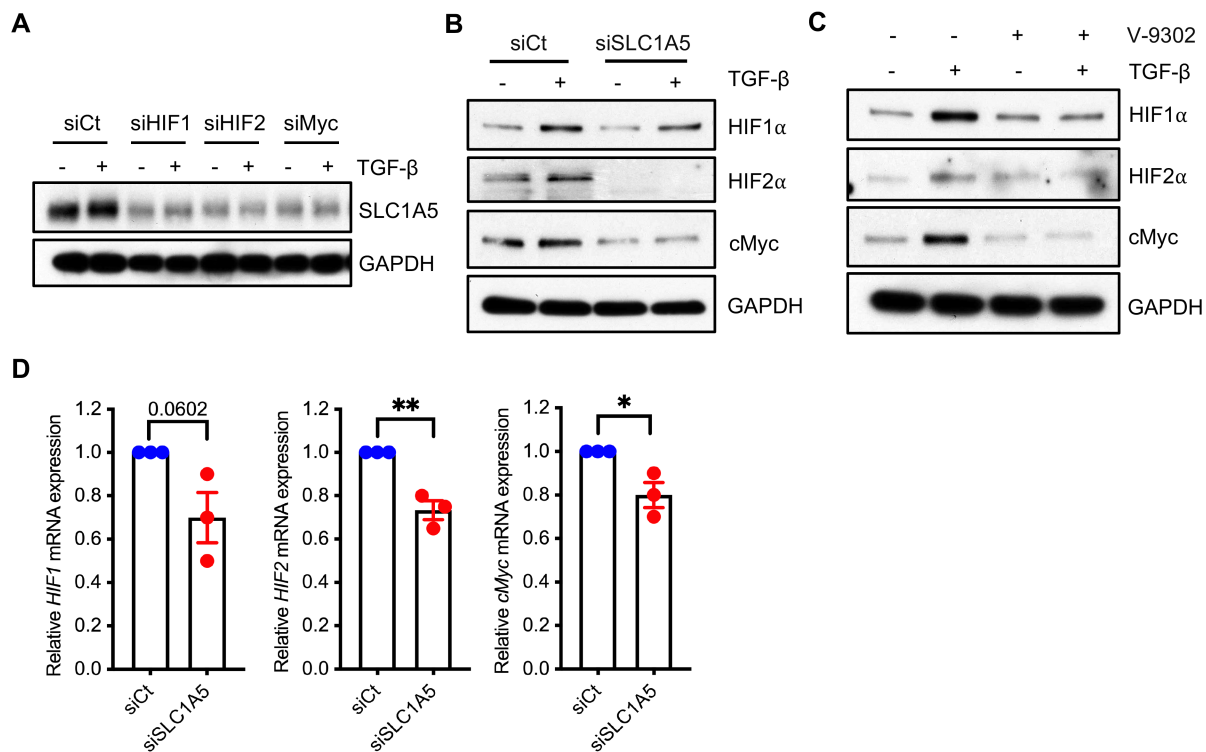 A
siCt siHIF1 siHIF2 siMyc
- + - + - + - + TGF-β
SLC1A5
GAPDH
B
siCt siSLC1A5
- + - + TGF-β
HIF1α
HIF2α
cMyc
GAPDH
C
- - + + V-9302
- + - + TGF-β
HIF1α
HIF2α
cMyc
GAPDH
D
Relative HIF1 mRNA expression
1.2
1.0
0.8
0.6
0.4
0.2
0.0
0.0602
siCt siSLC1A5
Relative HIF2 mRNA expression
1.2
1.0
0.8
0.6
0.4
0.2
0.0
**
siCt siSLC1A5
Relative cMyc mRNA expression
1.2
1.0
0.8
0.6
0.4
0.2
0.0
*
siCt siSLC1A5